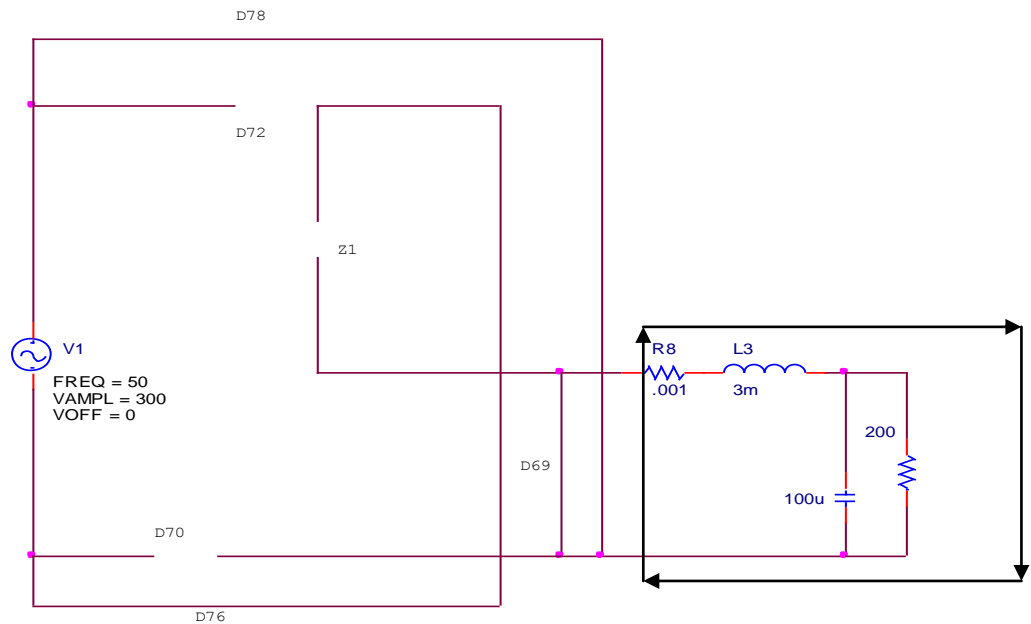 D78
D72
Z1
V1
FREQ = 50
VAMPL = 300
VOFF = 0
R8
.001
L3
3m
200
100u
D69
D70
D76